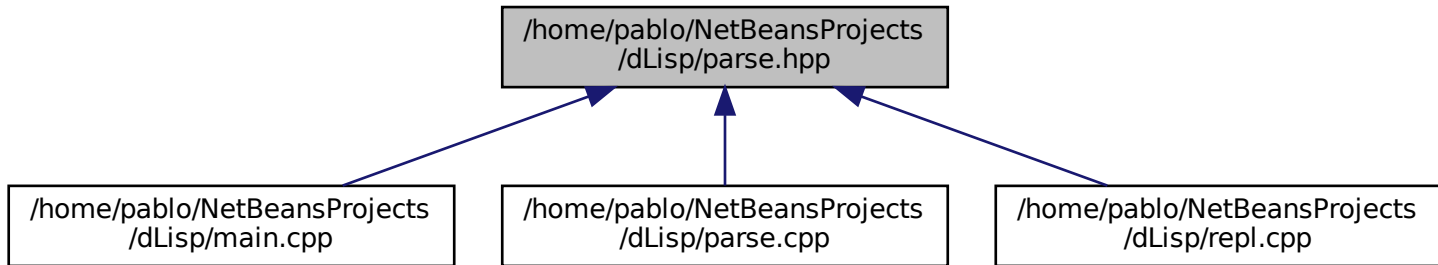 /home/pablo/NetBeansProjects
/dLisp/parse.hpp
/home/pablo/NetBeansProjects
/dLisp/main.cpp
/home/pablo/NetBeansProjects
/dLisp/parse.cpp
/home/pablo/NetBeansProjects
/dLisp/repl.cpp